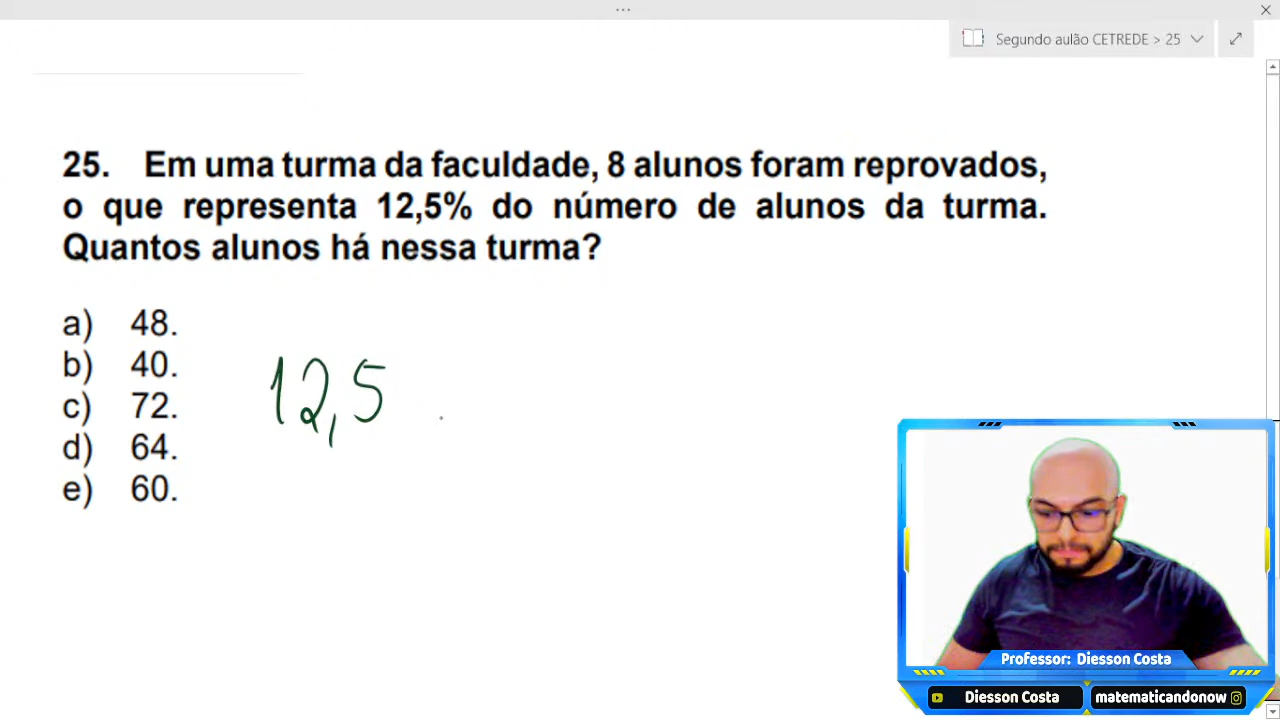 Segundo aulão CETREDE > 25
25. Em uma turma da faculdade, 8 alunos foram reprovados,
o que representa 12,5% do número de alunos da turma.
Quantos alunos há nessa turma?
a) 48.
b) 40.
c) 72.
d) 64.
e) 60.
12,5
Professor: Diesson Costa
Diesson Costa
matematicandonow